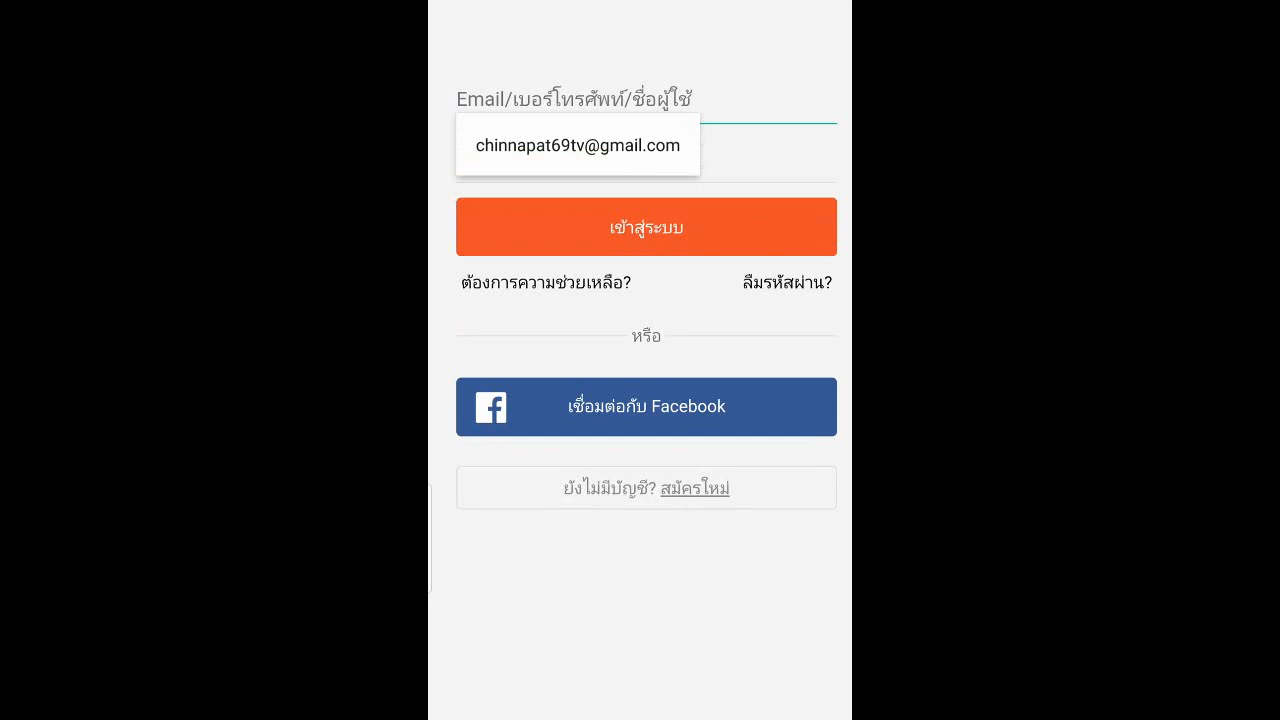 Email/เบอร์โทรศัพท์/ชื่อผู้ใช้
chinnapat69tv@gmail.com
เข้าสู่ระบบ
ต้องการความช่วยเหลือ? ลืมรหัสผ่าน?
หรือ
เชื่อมต่อกับ Facebook
ยังไม่มีบัญชี? สมัครใหม่